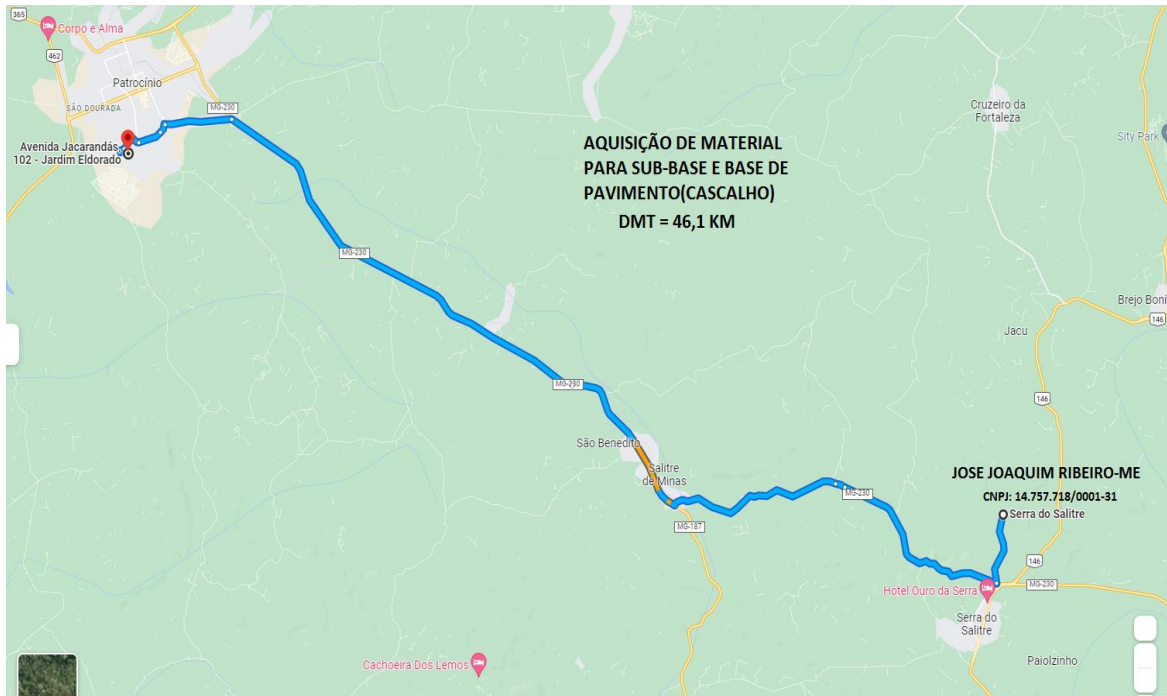 365
Corpo e Alma
462
Patrocínio
SÃO DOURADA
MG-230
Cruzeiro da
Fortaleza
Sity Park
Avenida Jacarandás,
102 - Jardim Eldorado
AQUISIÇÃO DE MATERIAL
PARA SUB-BASE E BASE DE
PAVIMENTO(CASCALHO)
DMT = 46,1 KM
MG-230
Brejo Boni
146
Jacu
MG-230
146
São Benedito
Salitre
de Minas
JOSE JOAQUIM RIBEIRO-ME
CNPJ: 14.757.718/0001-31
MG-230
Serra do Salitre
MG-187
146
Hotel Ouro da Serra
MG-230
Serra do
Salitre
Cachoeira Dos Lemos
Paiolzinho